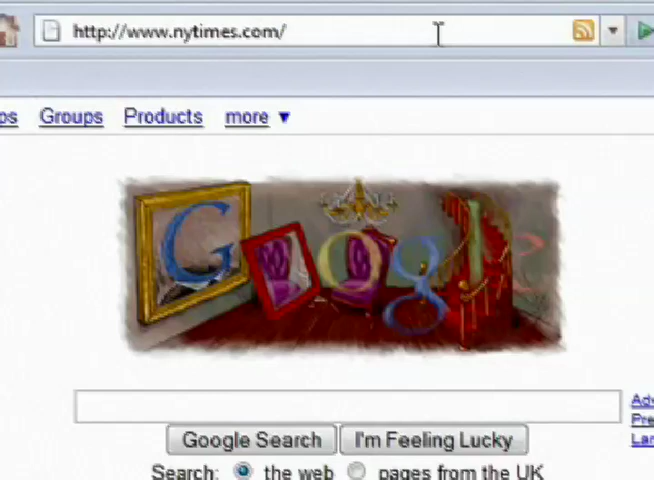 http://www.nytimes.com/
ps Groups Products more ▼
Google
Google Search I'm Feeling Lucky
Search: the web pages from the UK